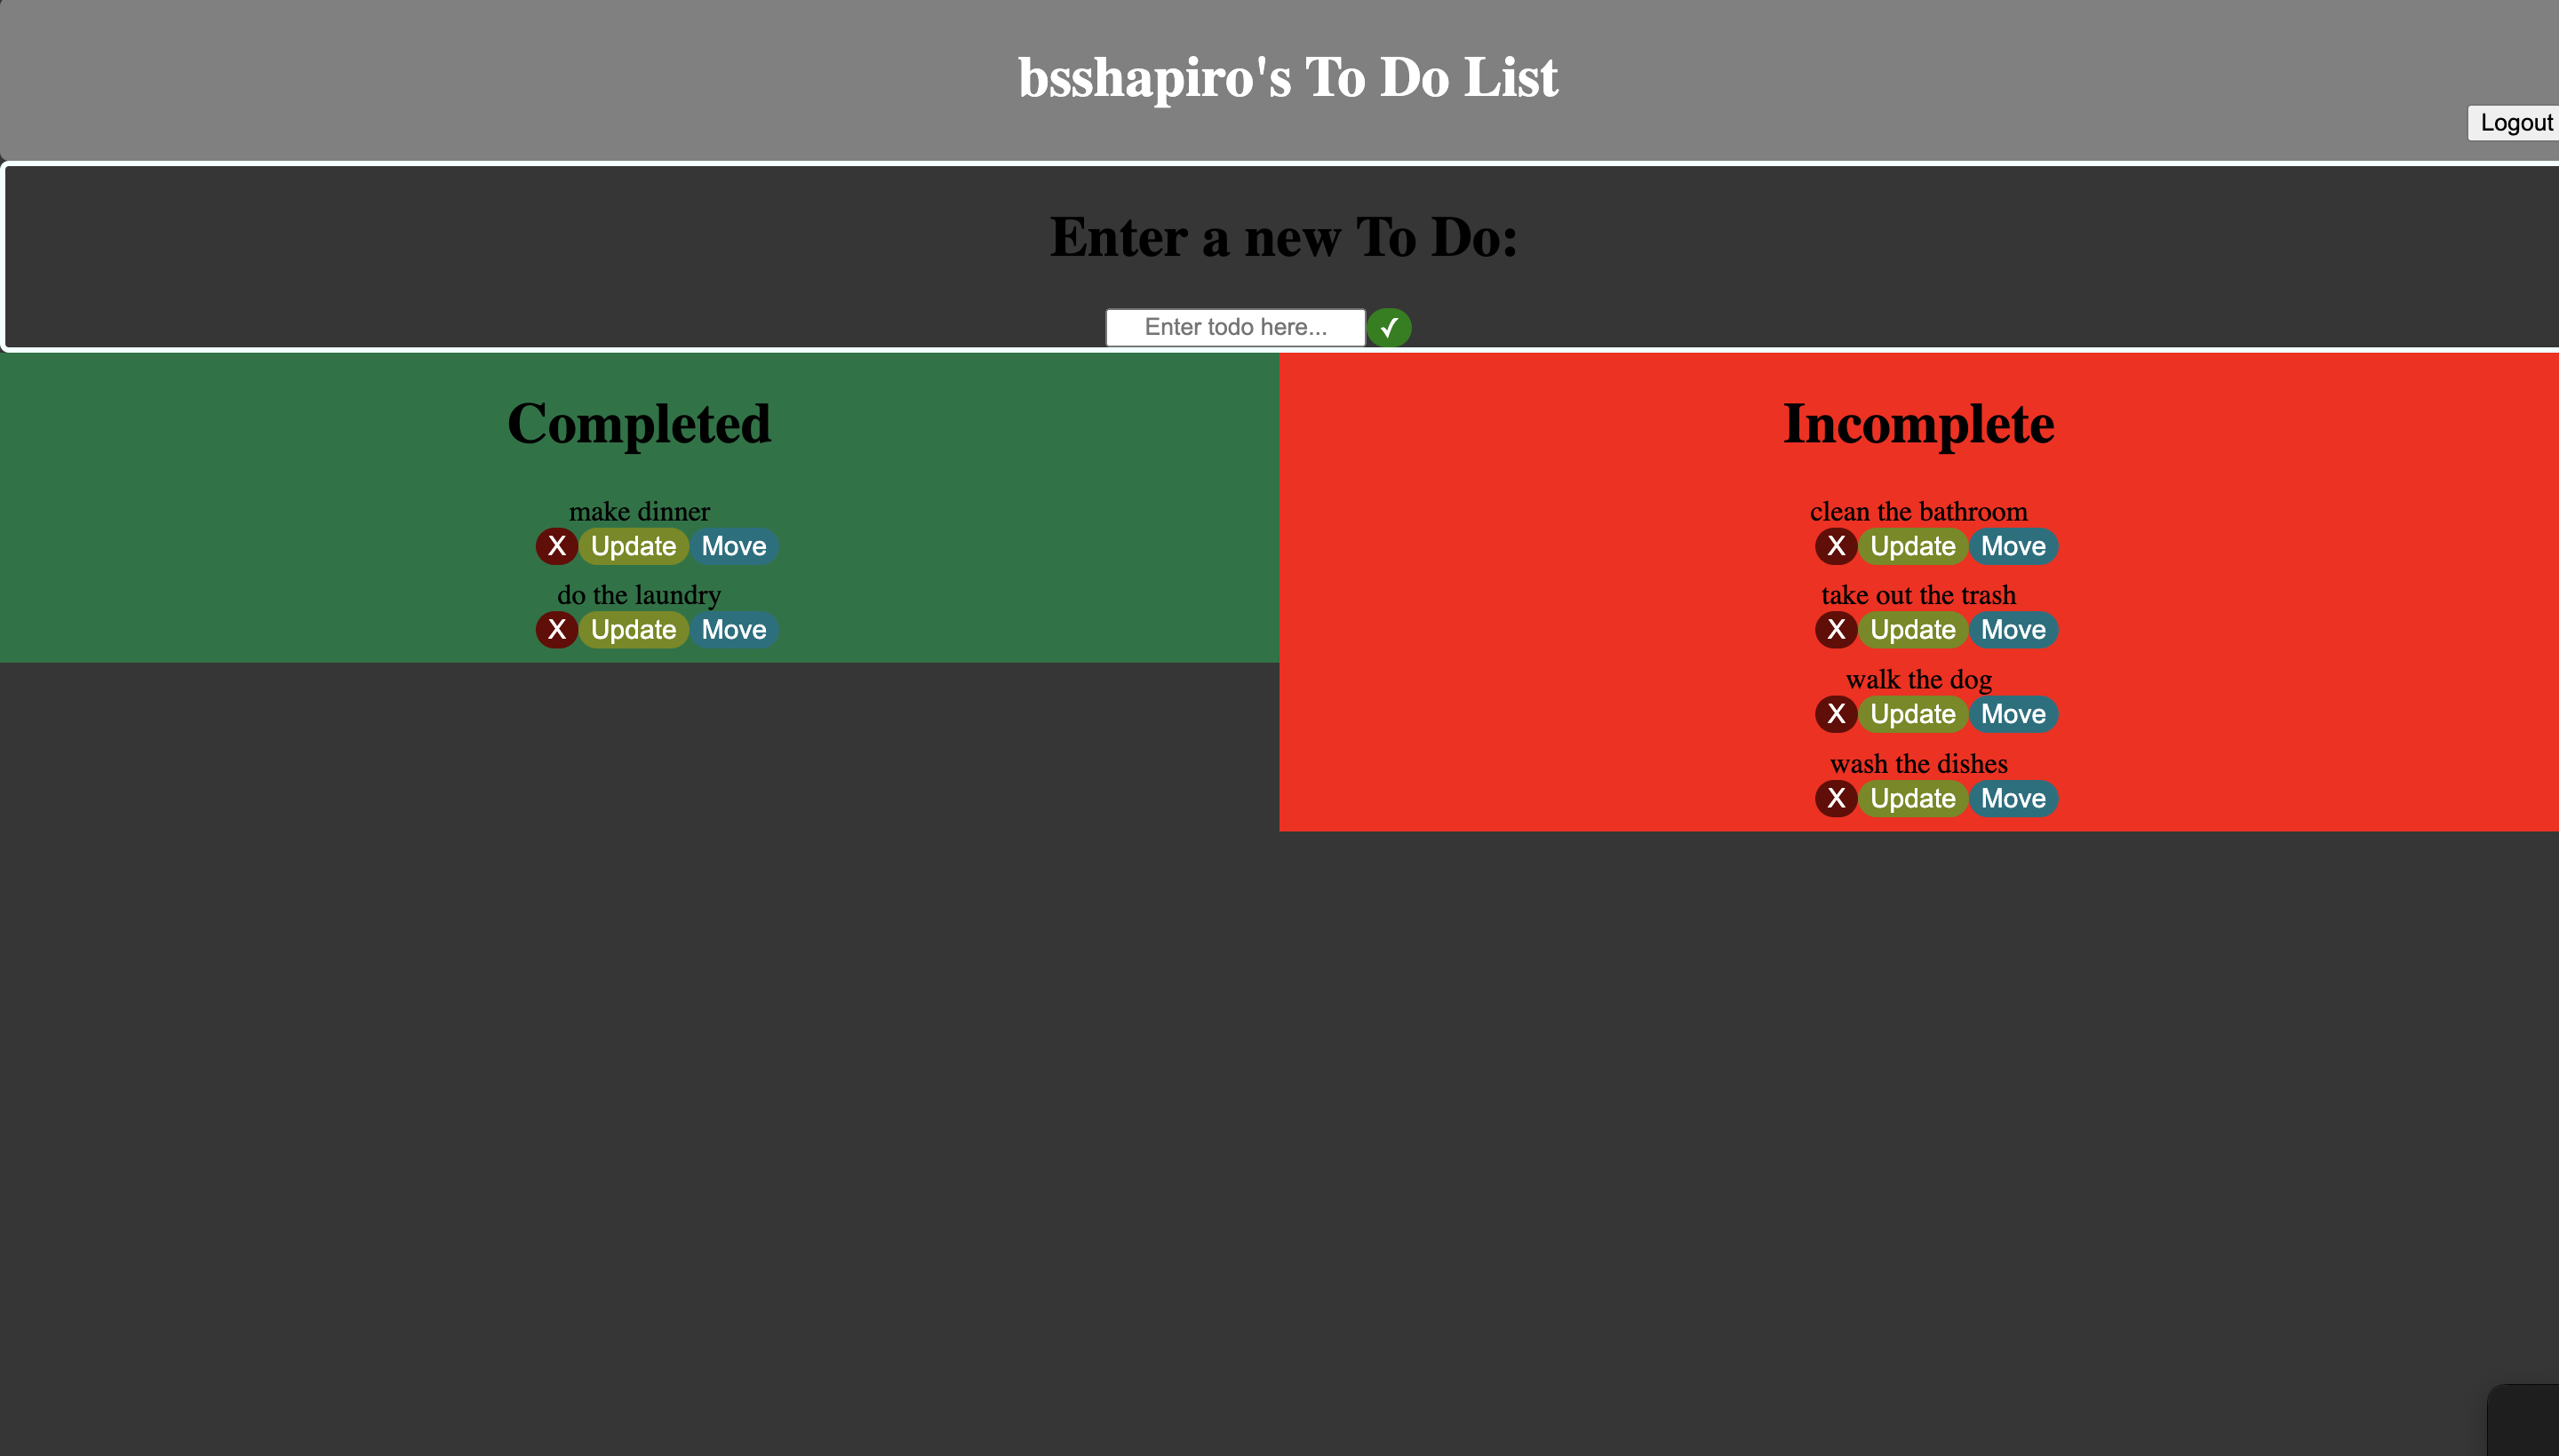 bsshapiro's To Do List
Logout
Enter a new To Do:
Enter todo here...
✓
Completed
make dinner
X Update Move
do the laundry
X Update Move
Incomplete
clean the bathroom
X Update Move
take out the trash
X Update Move
walk the dog
X Update Move
wash the dishes
X Update Move